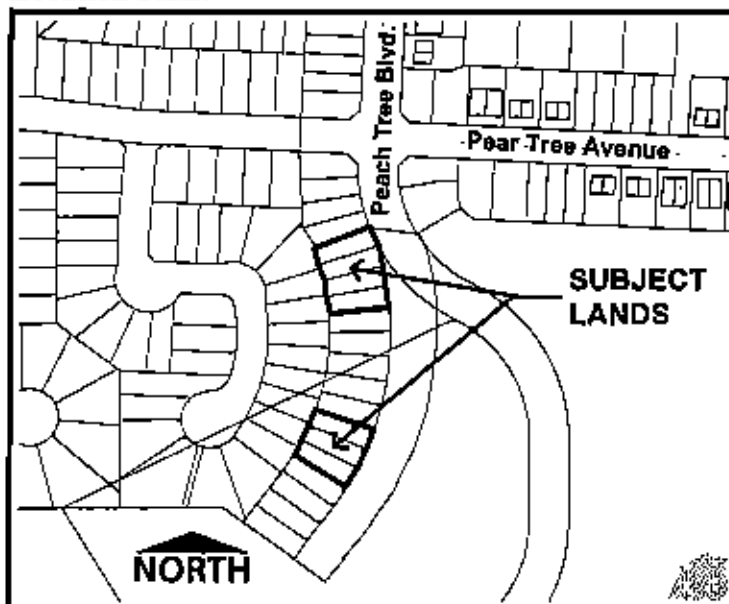 Peach Tree Blvd.
Pear Tree Avenue
SUBJECT
LANDS
NORTH